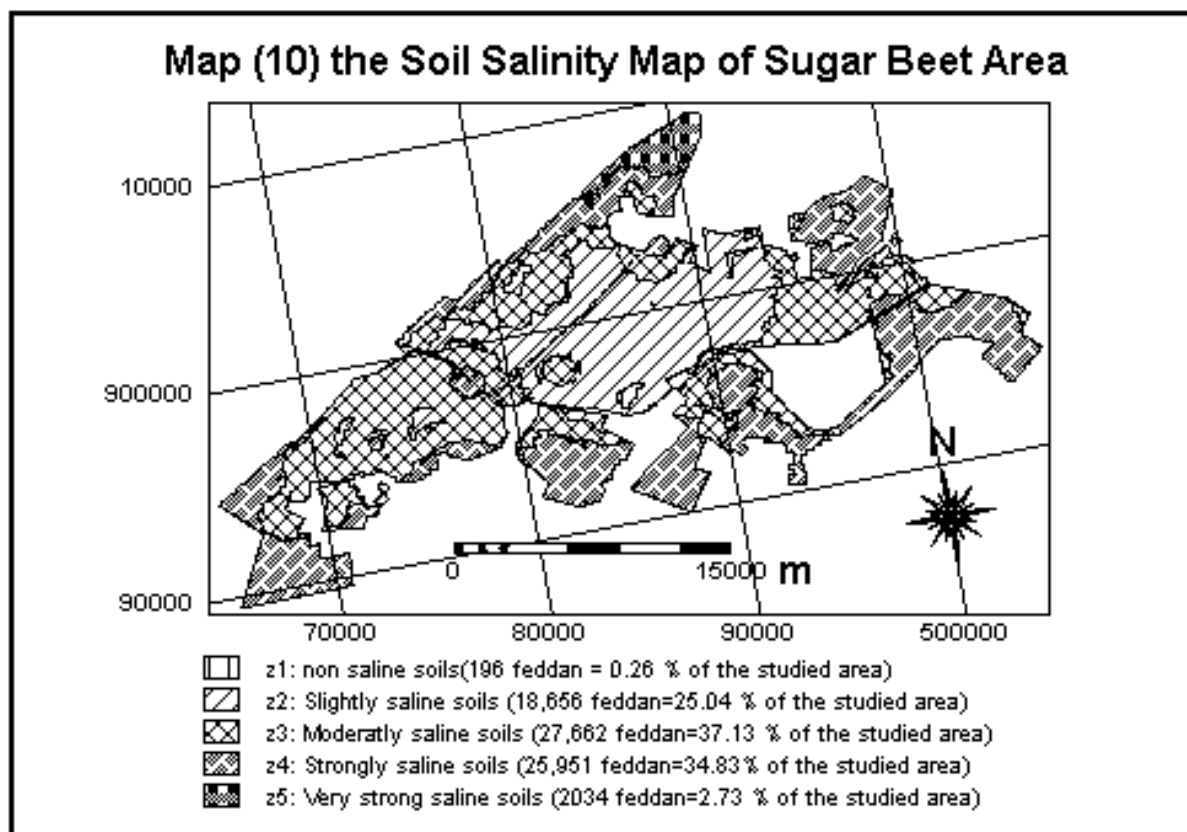 Map (10) the Soil Salinity Map of Sugar Beet Area
10000
900000
90000
N
0 15000 m
70000 80000 90000 500000
z1: non saline soils(196 feddan = 0.26 % of the studied area)
z2: Slightly saline soils (18,656 feddan=25.04 % of the studied area)
z3: Moderatly saline soils (27,662 feddan=37.13 % of the studied area)
z4: Strongly saline soils (25,951 feddan=34.83% of the studied area)
z5: Very strong saline soils (2034 feddan=2.73 % of the studied area)